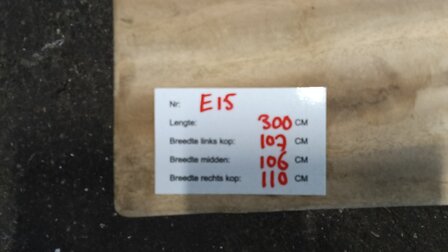 Nr: E15
Lengte: 300 CM
Breedte links kop: 107 CM
Breedte midden: 106 CM
Breedte rechts kop: 110 CM